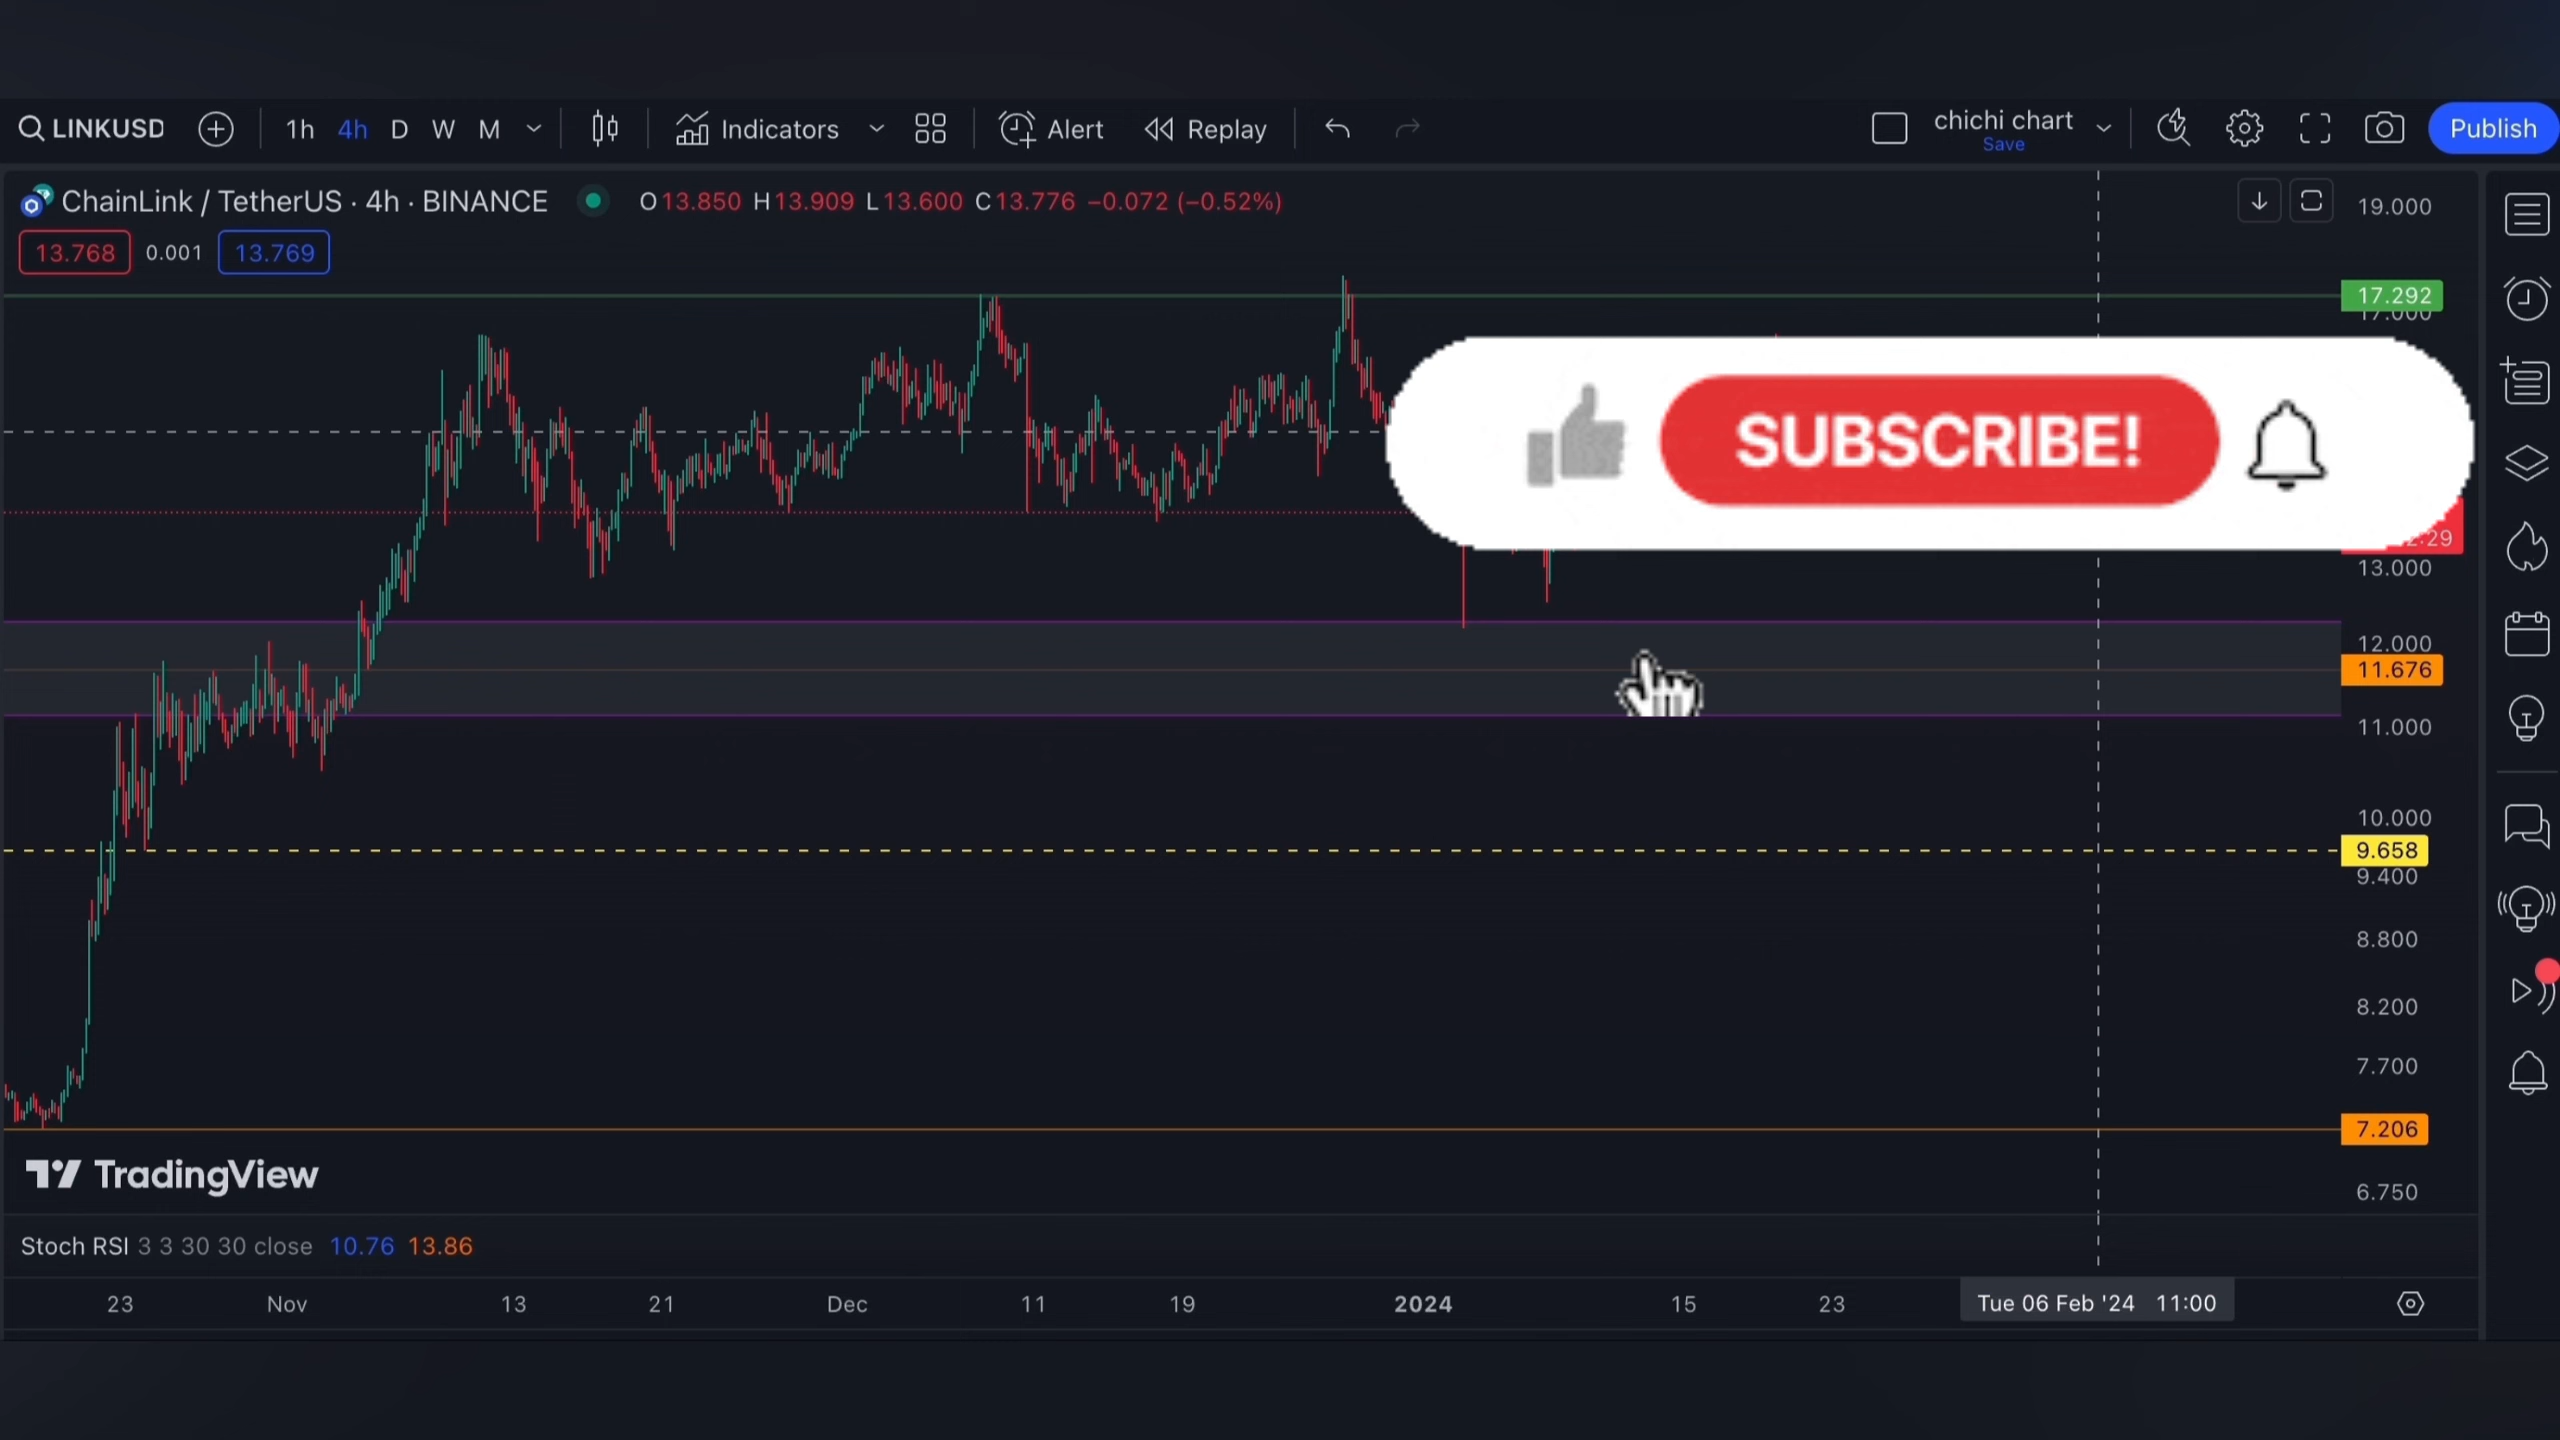 LINKUSD 1h 4h D W M Indicators Alert Replay chichi chart Publish
Save
ChainLink / TetherUS · 4h · BINANCE O13.850 H13.909 L13.600 C13.776 −0.072 (−0.52%)
13.768 0.001 13.769
19.000
17.292
17.000
SUBSCRIBE!
13.000
12.000
11.676
11.000
10.000
9.658
9.400
8.800
8.200
7.700
7.206
TradingView
6.750
Stoch RSI 3 3 30 30 close 10.76 13.86
23 Nov 13 21 Dec 11 19 2024 15 23 Tue 06 Feb '24 11:00